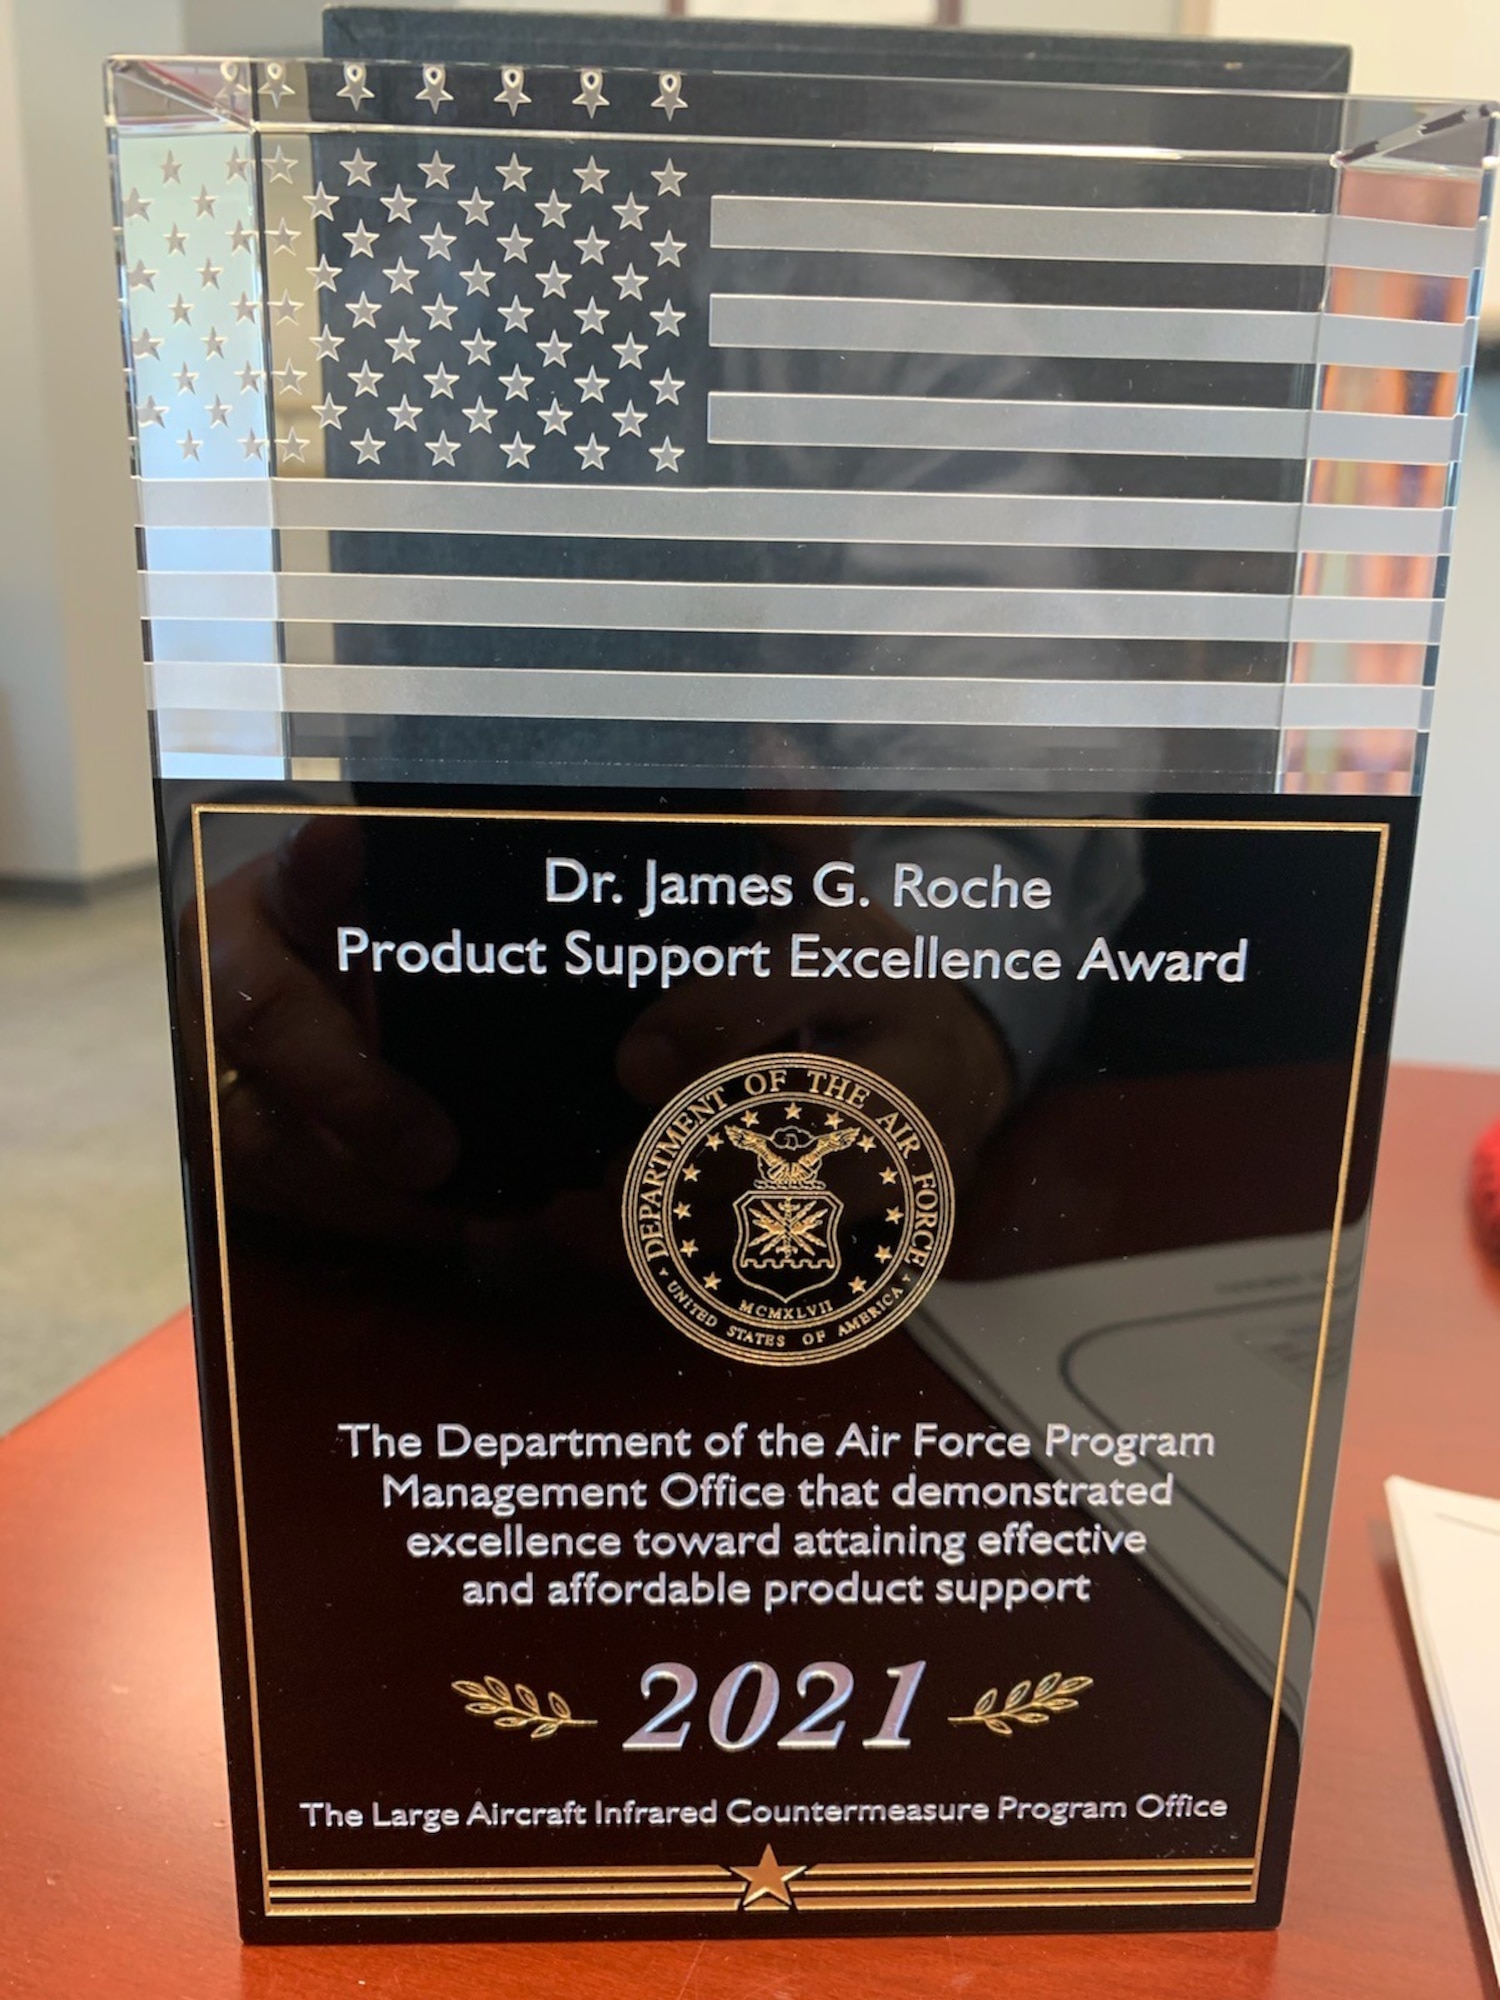 Dr. James G. Roche
Product Support Excellence Award
DEPARTMENT OF THE AIR FORCE
MCMXLVII
UNITED STATES OF AMERICA
The Department of the Air Force Program
Management Office that demonstrated
excellence toward attaining effective
and affordable product support
2021
The Large Aircraft Infrared Countermeasure Program Office